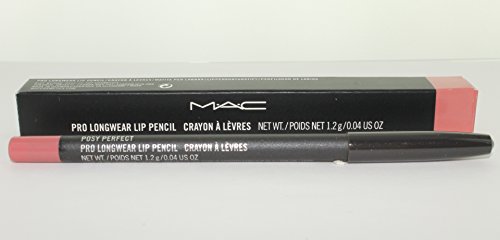 M·A·C
PRO LONGWEAR LIP PENCIL CRAYON À LÈVRES NET WT. / POIDS NET 1.2 g / 0.04 US OZ
POSY PERFECT
PRO LONGWEAR LIP PENCIL CRAYON À LÈVRES
NET WT. / POIDS NET 1.2 g / 0.04 US OZ